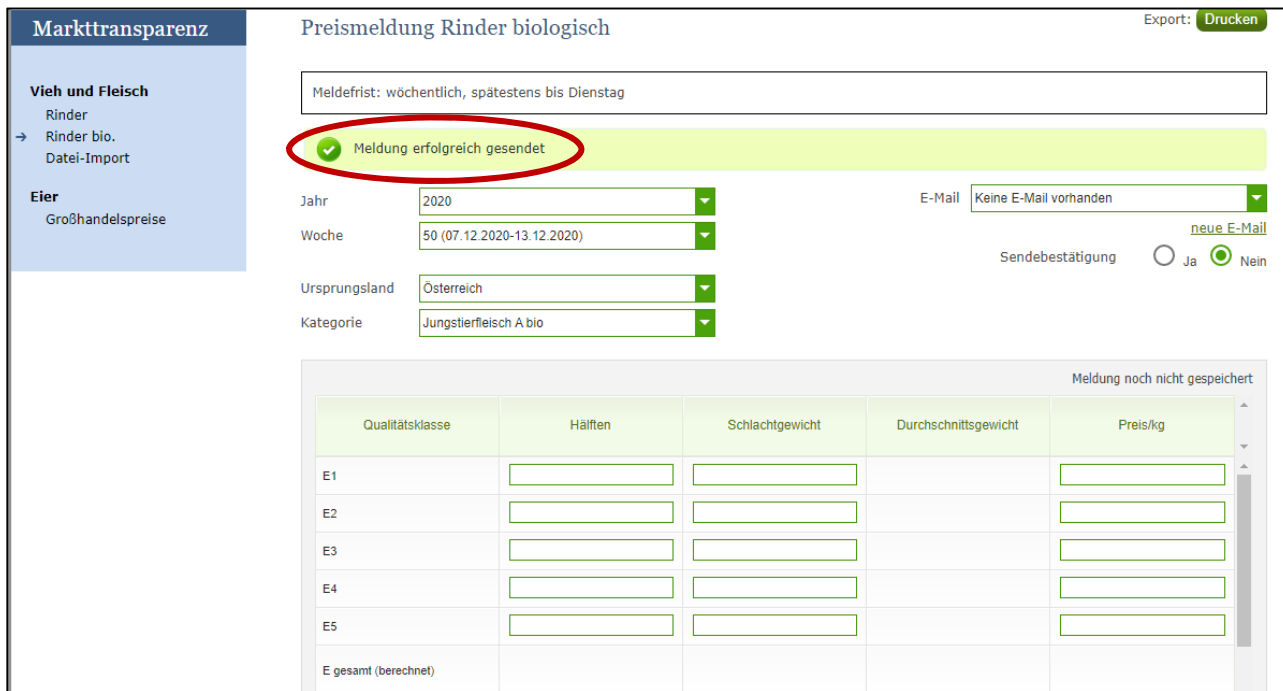 Markttransparenz
Vieh und Fleisch
Rinder
→ Rinder bio.
Datei-Import
Eier
Großhandelspreise
Preismeldung Rinder biologisch
Export: Drucken
Meldefrist: wöchentlich, spätestens bis Dienstag
Meldung erfolgreich gesendet
Jahr 2020
Woche 50 (07.12.2020-13.12.2020)
Ursprungsland Österreich
Kategorie Jungstierfleisch A bio
E-Mail Keine E-Mail vorhanden
neue E-Mail
Sendebestätigung Ja Nein
Meldung noch nicht gespeichert
Qualitätsklasse Hälften Schlachtgewicht Durchschnittsgewicht Preis/kg
E1
E2
E3
E4
E5
E gesamt (berechnet)